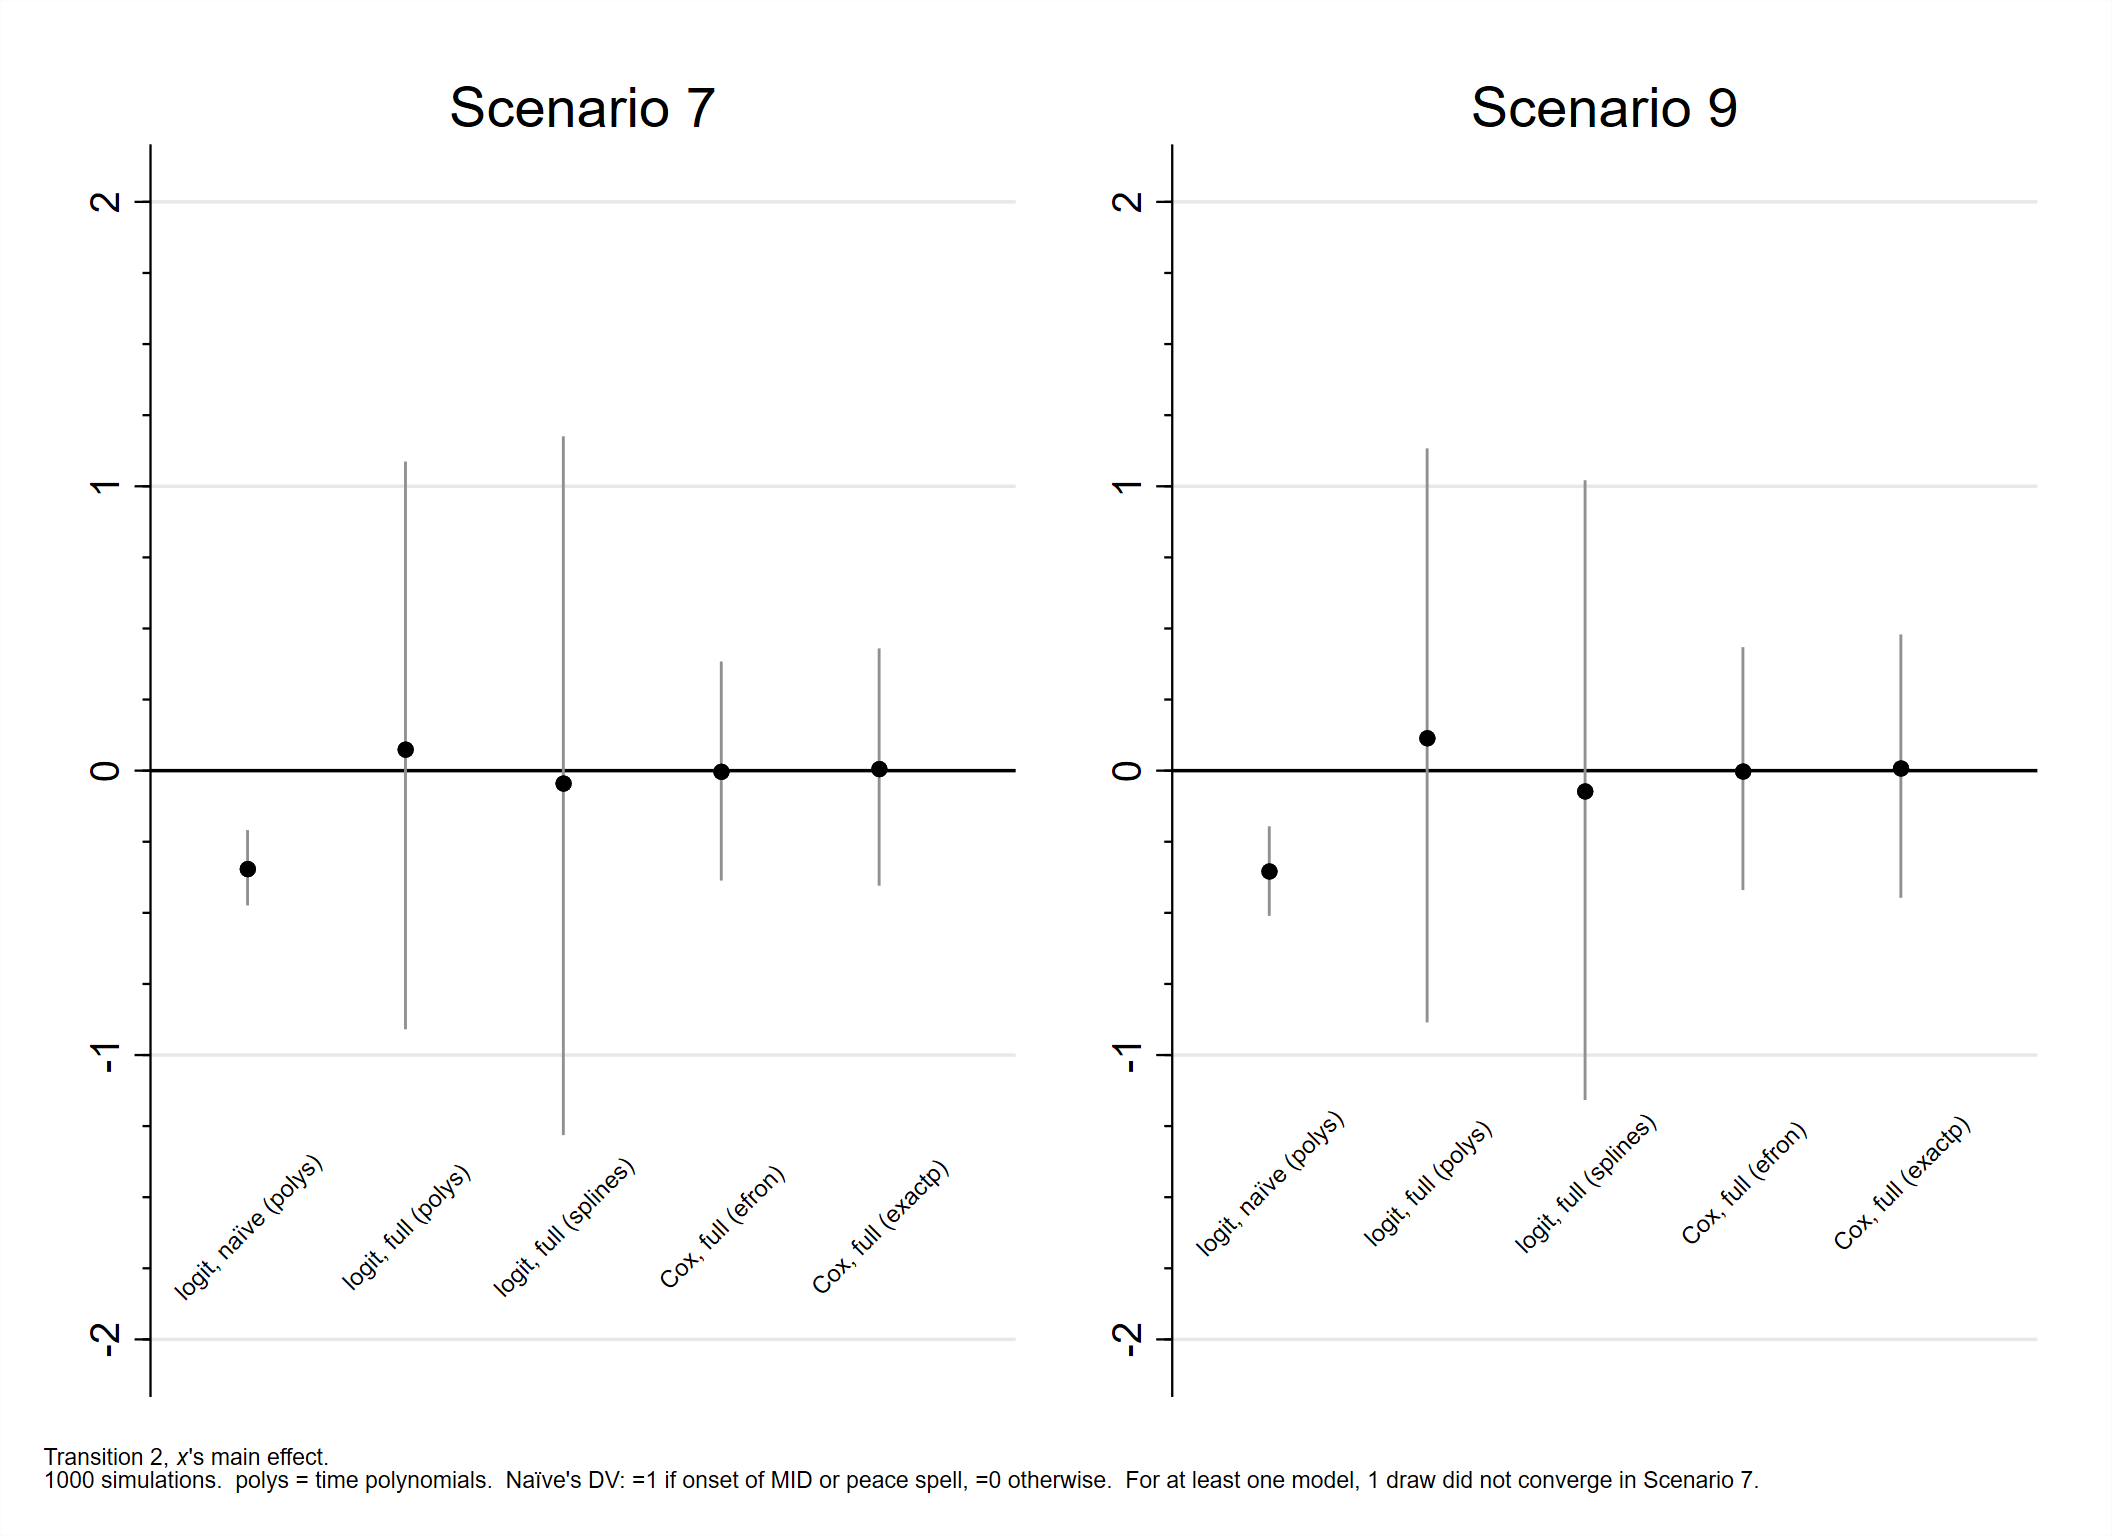 Scenario 7
2
1
0
-1
-2
logit, naïve (polys)
logit, full (polys)
logit, full (splines)
Cox, full (efron)
Cox, full (exactp)
Scenario 9
2
1
0
-1
-2
logit, naïve (polys)
logit, full (polys)
logit, full (splines)
Cox, full (efron)
Cox, full (exactp)
Transition 2, x's main effect.
1000 simulations.  polys = time polynomials.  Naïve's DV: =1 if onset of MID or peace spell, =0 otherwise.  For at least one model, 1 draw did not converge in Scenario 7.